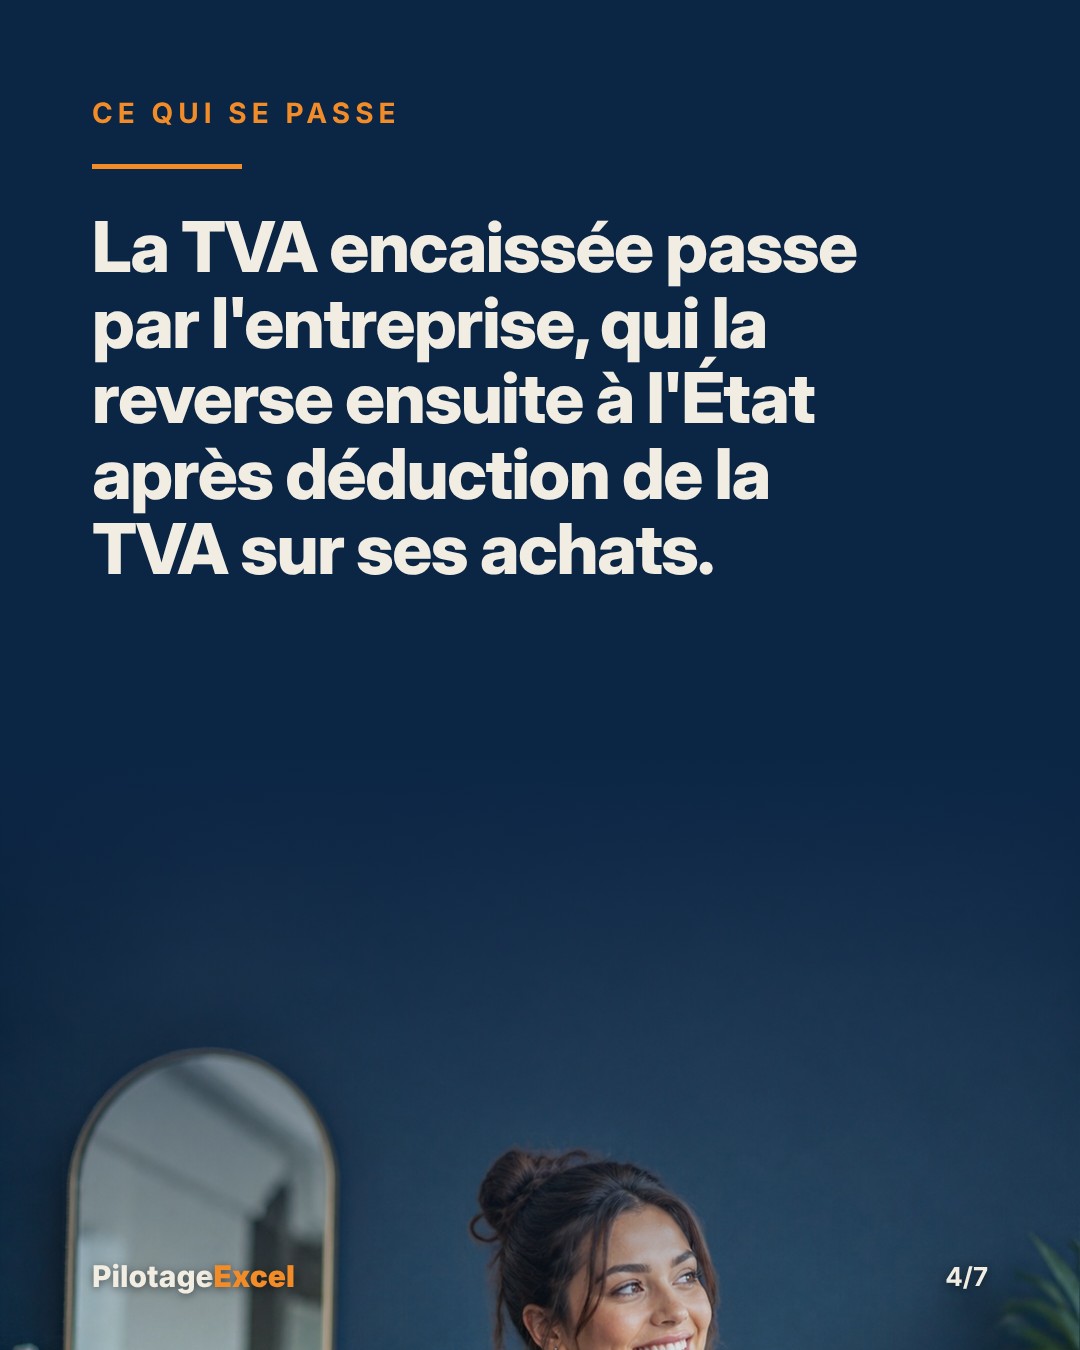 CE QUI SE PASSE
La TVA encaissée passe
par l'entreprise, qui la
reverse ensuite à l'État
après déduction de la
TVA sur ses achats.
PilotageExcel
4/7